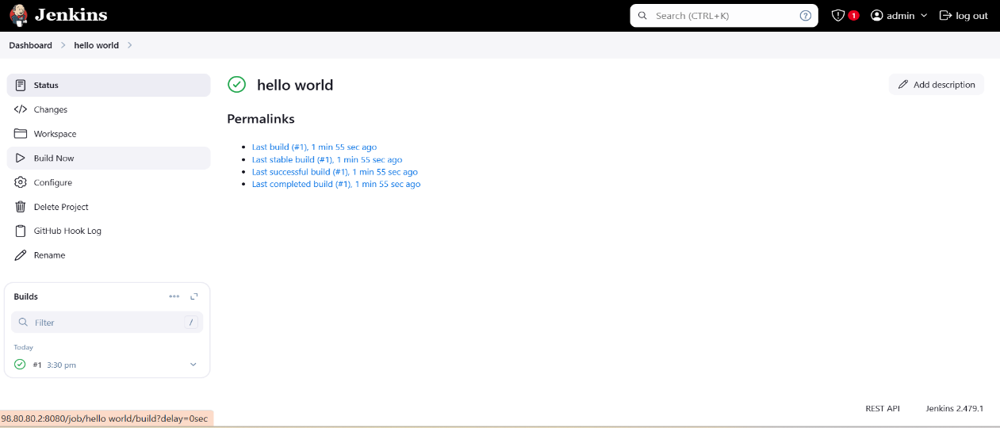 Jenkins
Search (CTRL+K)
?
1
admin
log out
Dashboard
hello world
Status
Changes
Workspace
Build Now
Configure
Delete Project
GitHub Hook Log
Rename
hello world
Add description
Permalinks
Last build (#1), 1 min 55 sec ago
Last stable build (#1), 1 min 55 sec ago
Last successful build (#1), 1 min 55 sec ago
Last completed build (#1), 1 min 55 sec ago
Builds
Filter
/
Today
#1 3:30 pm
REST API
Jenkins 2.479.1
98.80.80.2:8080/job/hello world/build?delay=0sec